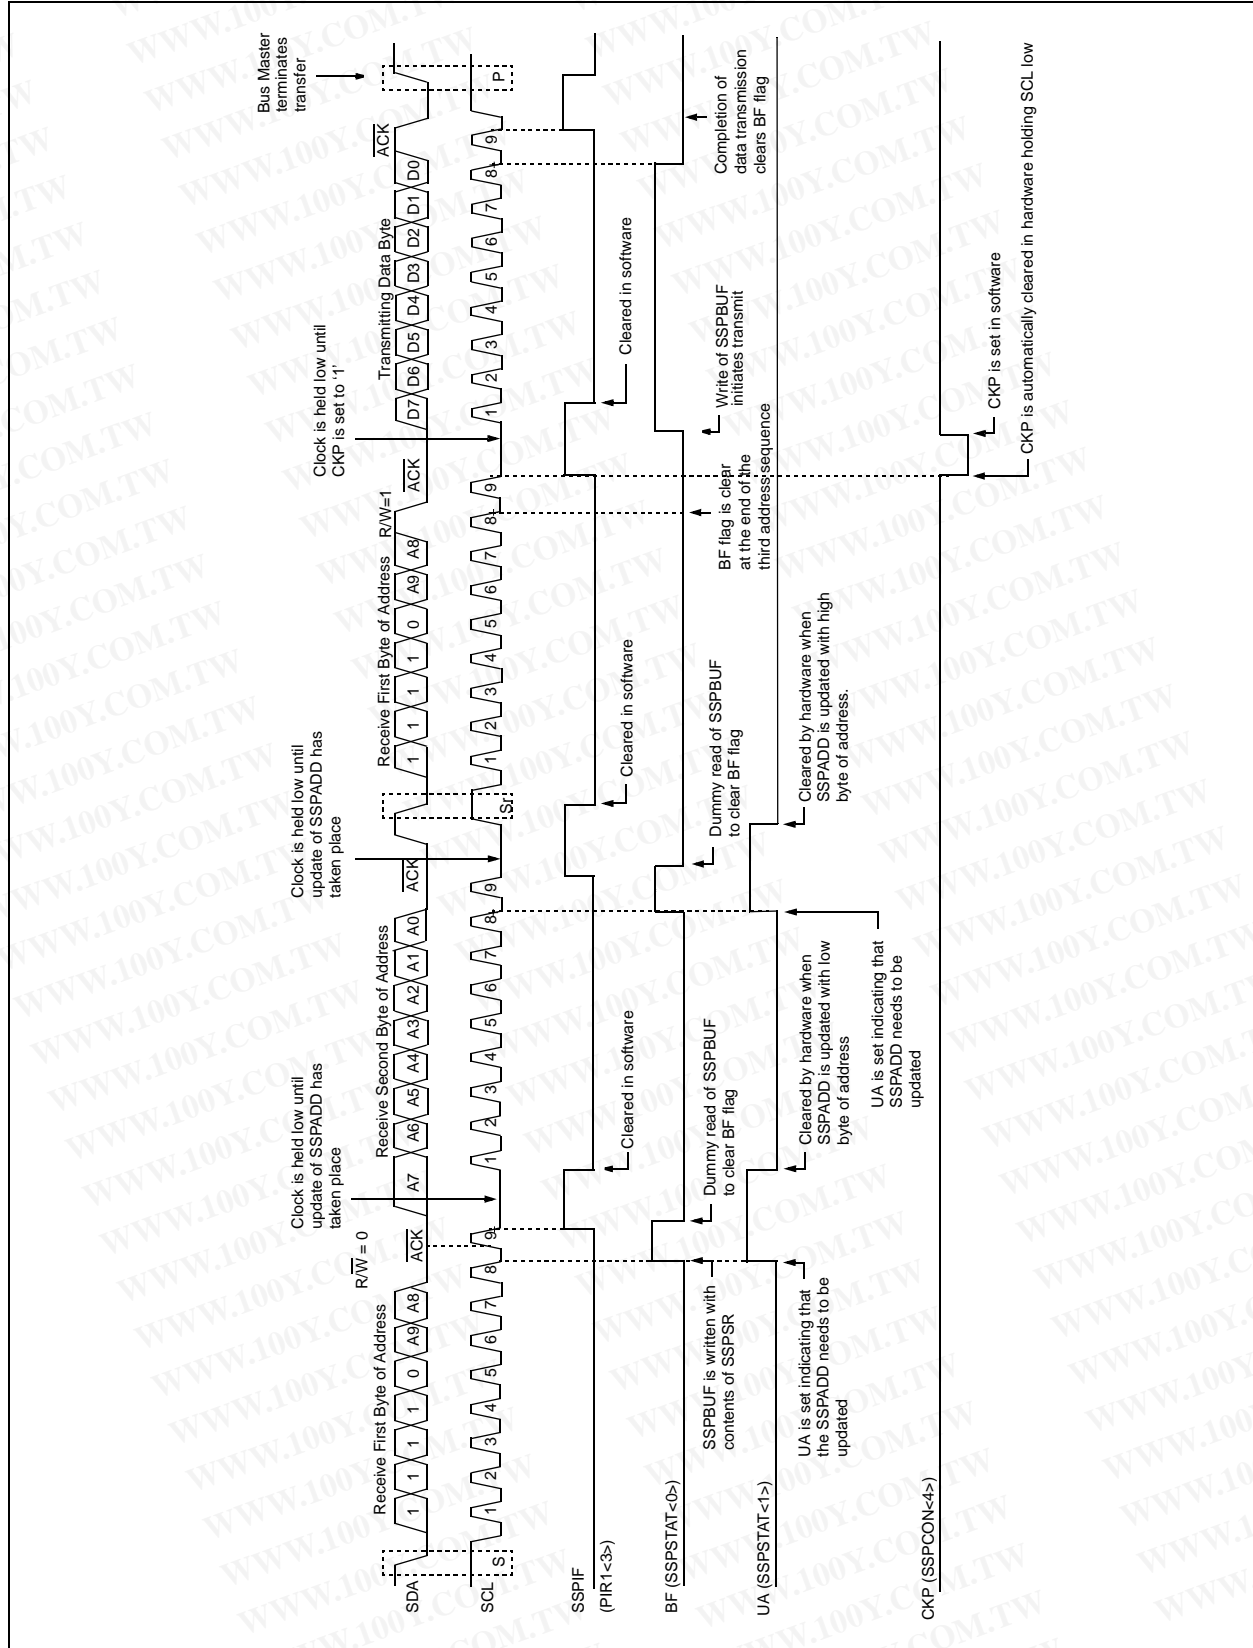 Bus Master
terminates
transfer
Clock is held low until
CKP is set to ‘1’
Clock is held low until
update of SSPADD has
taken place
Clock is held low until
update of SSPADD has
taken place
R/W = 0
R/W=1
Receive First Byte of Address
ACK
Receive Second Byte of Address
ACK
Receive First Byte of Address
ACK
Transmitting Data Byte
ACK
SDA
1 1 1 1 0 A9 A8
A7 A6 A5 A4 A3 A2 A1 A0
1 1 1 1 0 A9 A8
D7 D6 D5 D4 D3 D2 D1 D0
SCL
S
1 2 3 4 5 6 7 8 9
1 2 3 4 5 6 7 8 9
Sr
1 2 3 4 5 6 7 8 9
1 2 3 4 5 6 7 8 9
P
SSPIF
(PIR1<3>)
Cleared in software
Cleared in software
Cleared in software
BF (SSPSTAT<0>)
SSPBUF is written with
contents of SSPSR
Dummy read of SSPBUF
to clear BF flag
Dummy read of SSPBUF
to clear BF flag
BF flag is clear
at the end of the
third address sequence
Write of SSPBUF
initiates transmit
Completion of
data transmission
clears BF flag
UA (SSPSTAT<1>)
UA is set indicating that
the SSPADD needs to be
updated
Cleared by hardware when
SSPADD is updated with low
byte of address
UA is set indicating that
SSPADD needs to be
updated
Cleared by hardware when
SSPADD is updated with high
byte of address.
CKP (SSPCON<4>)
CKP is set in software
CKP is automatically cleared in hardware holding SCL low
WWW.100Y.COM.TW